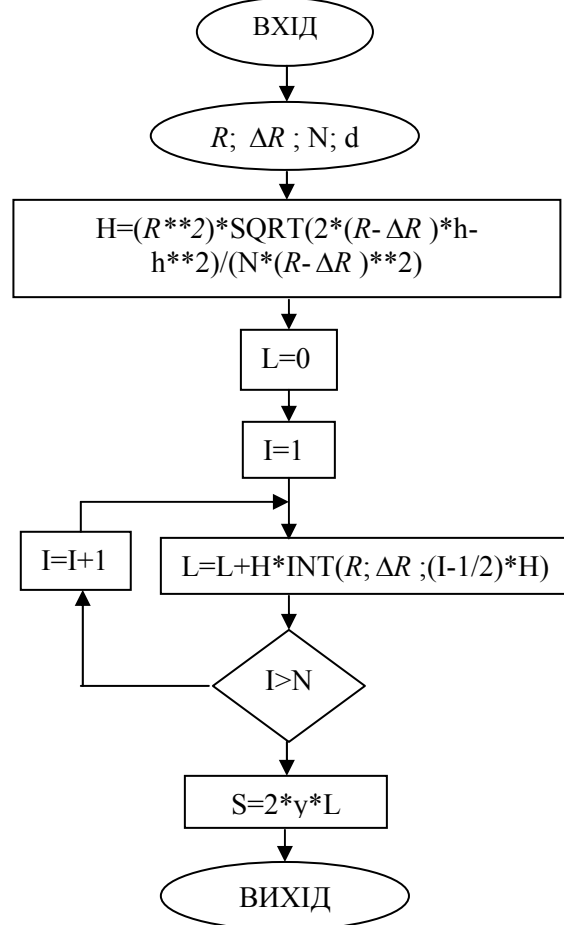 ВХІД
R; ΔR ; N; d
H=(R**2)*SQRT(2*(R-ΔR )*h-
h**2)/(N*(R-ΔR )**2)
L=0
I=1
I=I+1
L=L+H*INT(R; ΔR ;(I-1/2)*H)
I>N
S=2*y*L
ВИХІД